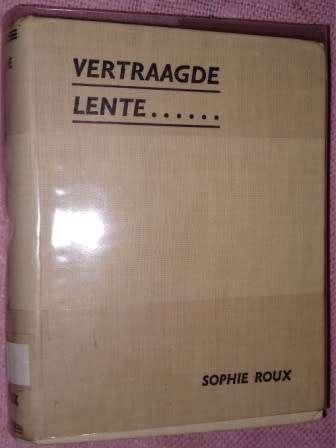 VERTRAAGDE
LENTE......
SOPHIE ROUX